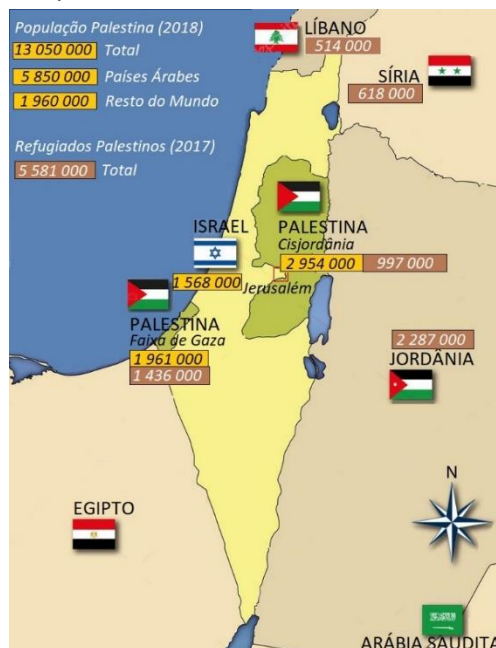 População Palestina (2018)
13 050 000 Total
5 850 000 Países Árabes
1 960 000 Resto do Mundo
Refugiados Palestinos (2017)
5 581 000 Total
LÍBANO
514 000
SÍRIA
618 000
ISRAEL
1 568 000
PALESTINA
Cisjordânia
2 954 000 997 000
Jerusalém
PALESTINA
Faixa de Gaza
1 961 000
1 436 000
2 287 000
JORDÂNIA
EGIPTO
N
ARÁBIA SAUDITA